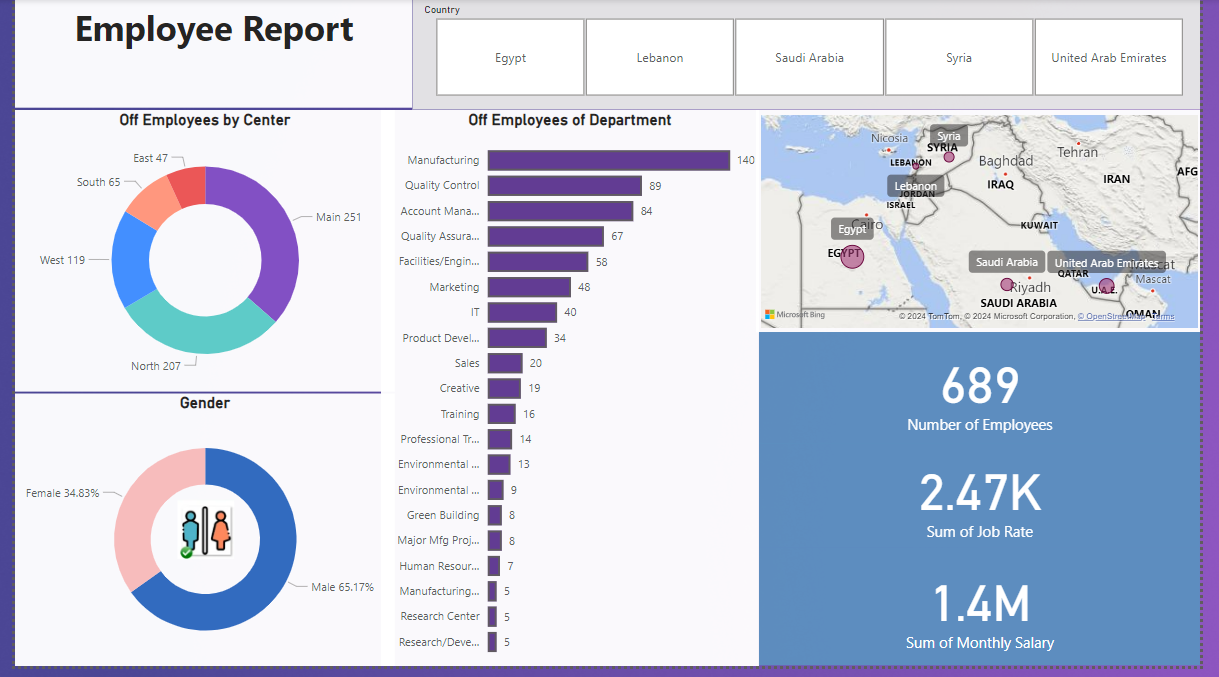 Employee Report
Country
Egypt
Lebanon
Saudi Arabia
Syria
United Arab Emirates
Off Employees by Center
East 47
South 65
Main 251
West 119
North 207
Gender
Female 34.83%
Male 65.17%
Off Employees of Department
Manufacturing 140
Quality Control 89
Account Mana... 84
Quality Assura... 67
Facilities/Engin... 58
Marketing 48
IT 40
Product Devel... 34
Sales 20
Creative 19
Training 16
Professional Tr... 14
Environmental ... 13
Environmental ... 9
Green Building 8
Major Mfg Proj... 8
Human Resour... 7
Manufacturing... 5
Research Center 5
Research/Deve... 5
Nicosia
Syria
SYRIA
Tehran
LEBANON
Baghdad
IRAQ
IRAN
AFG
Lebanon
JORDAN
ISRAEL
Egypt
Cairo
KUWAIT
EGYPT
Saudi Arabia
United Arab Emirates
Muscat
QATAR
Mascat
Riyadh
U.A.E.
SAUDI ARABIA
OMAN
Microsoft Bing
© 2024 TomTom, © 2024 Microsoft Corporation, © OpenStreetMap Terms
689
Number of Employees
2.47K
Sum of Job Rate
1.4M
Sum of Monthly Salary